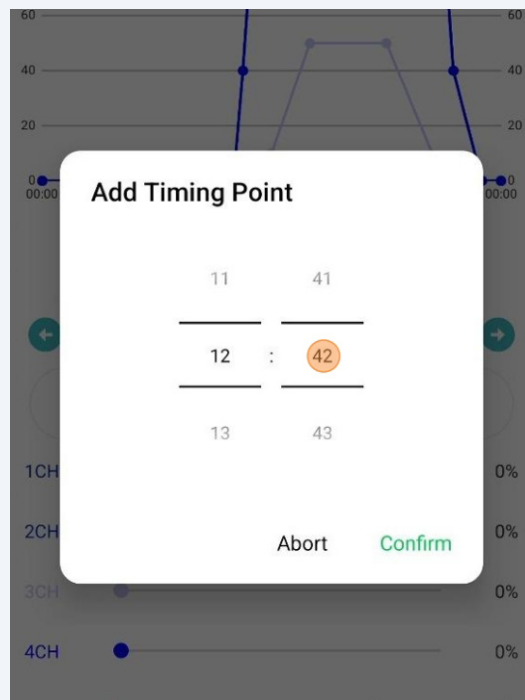 60 60
40 40
20 20
0 0
00:00 00:00
Add Timing Point
11 41
12 : 42
13 43
1CH 0%
2CH 0%
3CH 0%
4CH 0%
Abort Confirm